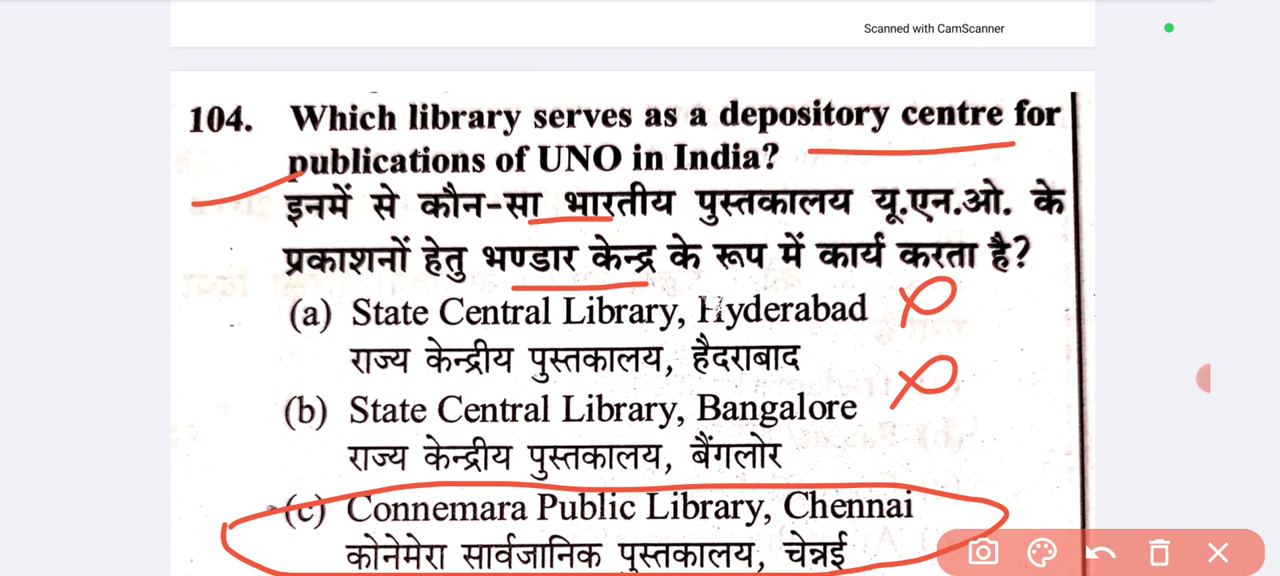 Scanned with CamScanner
104. Which library serves as a depository centre for
publications of UNO in India?
इनमें से कौन-सा भारतीय पुस्तकालय यू.एन.ओ. के
प्रकाशनों हेतु भण्डार केन्द्र के रूप में कार्य करता है?
(a) State Central Library, Hyderabad
राज्य केन्द्रीय पुस्तकालय, हैदराबाद
(b) State Central Library, Bangalore
राज्य केन्द्रीय पुस्तकालय, बैंगलोर
(c) Connemara Public Library, Chennai
कोनेमेरा सार्वजानिक पुस्तकालय, चेन्नई